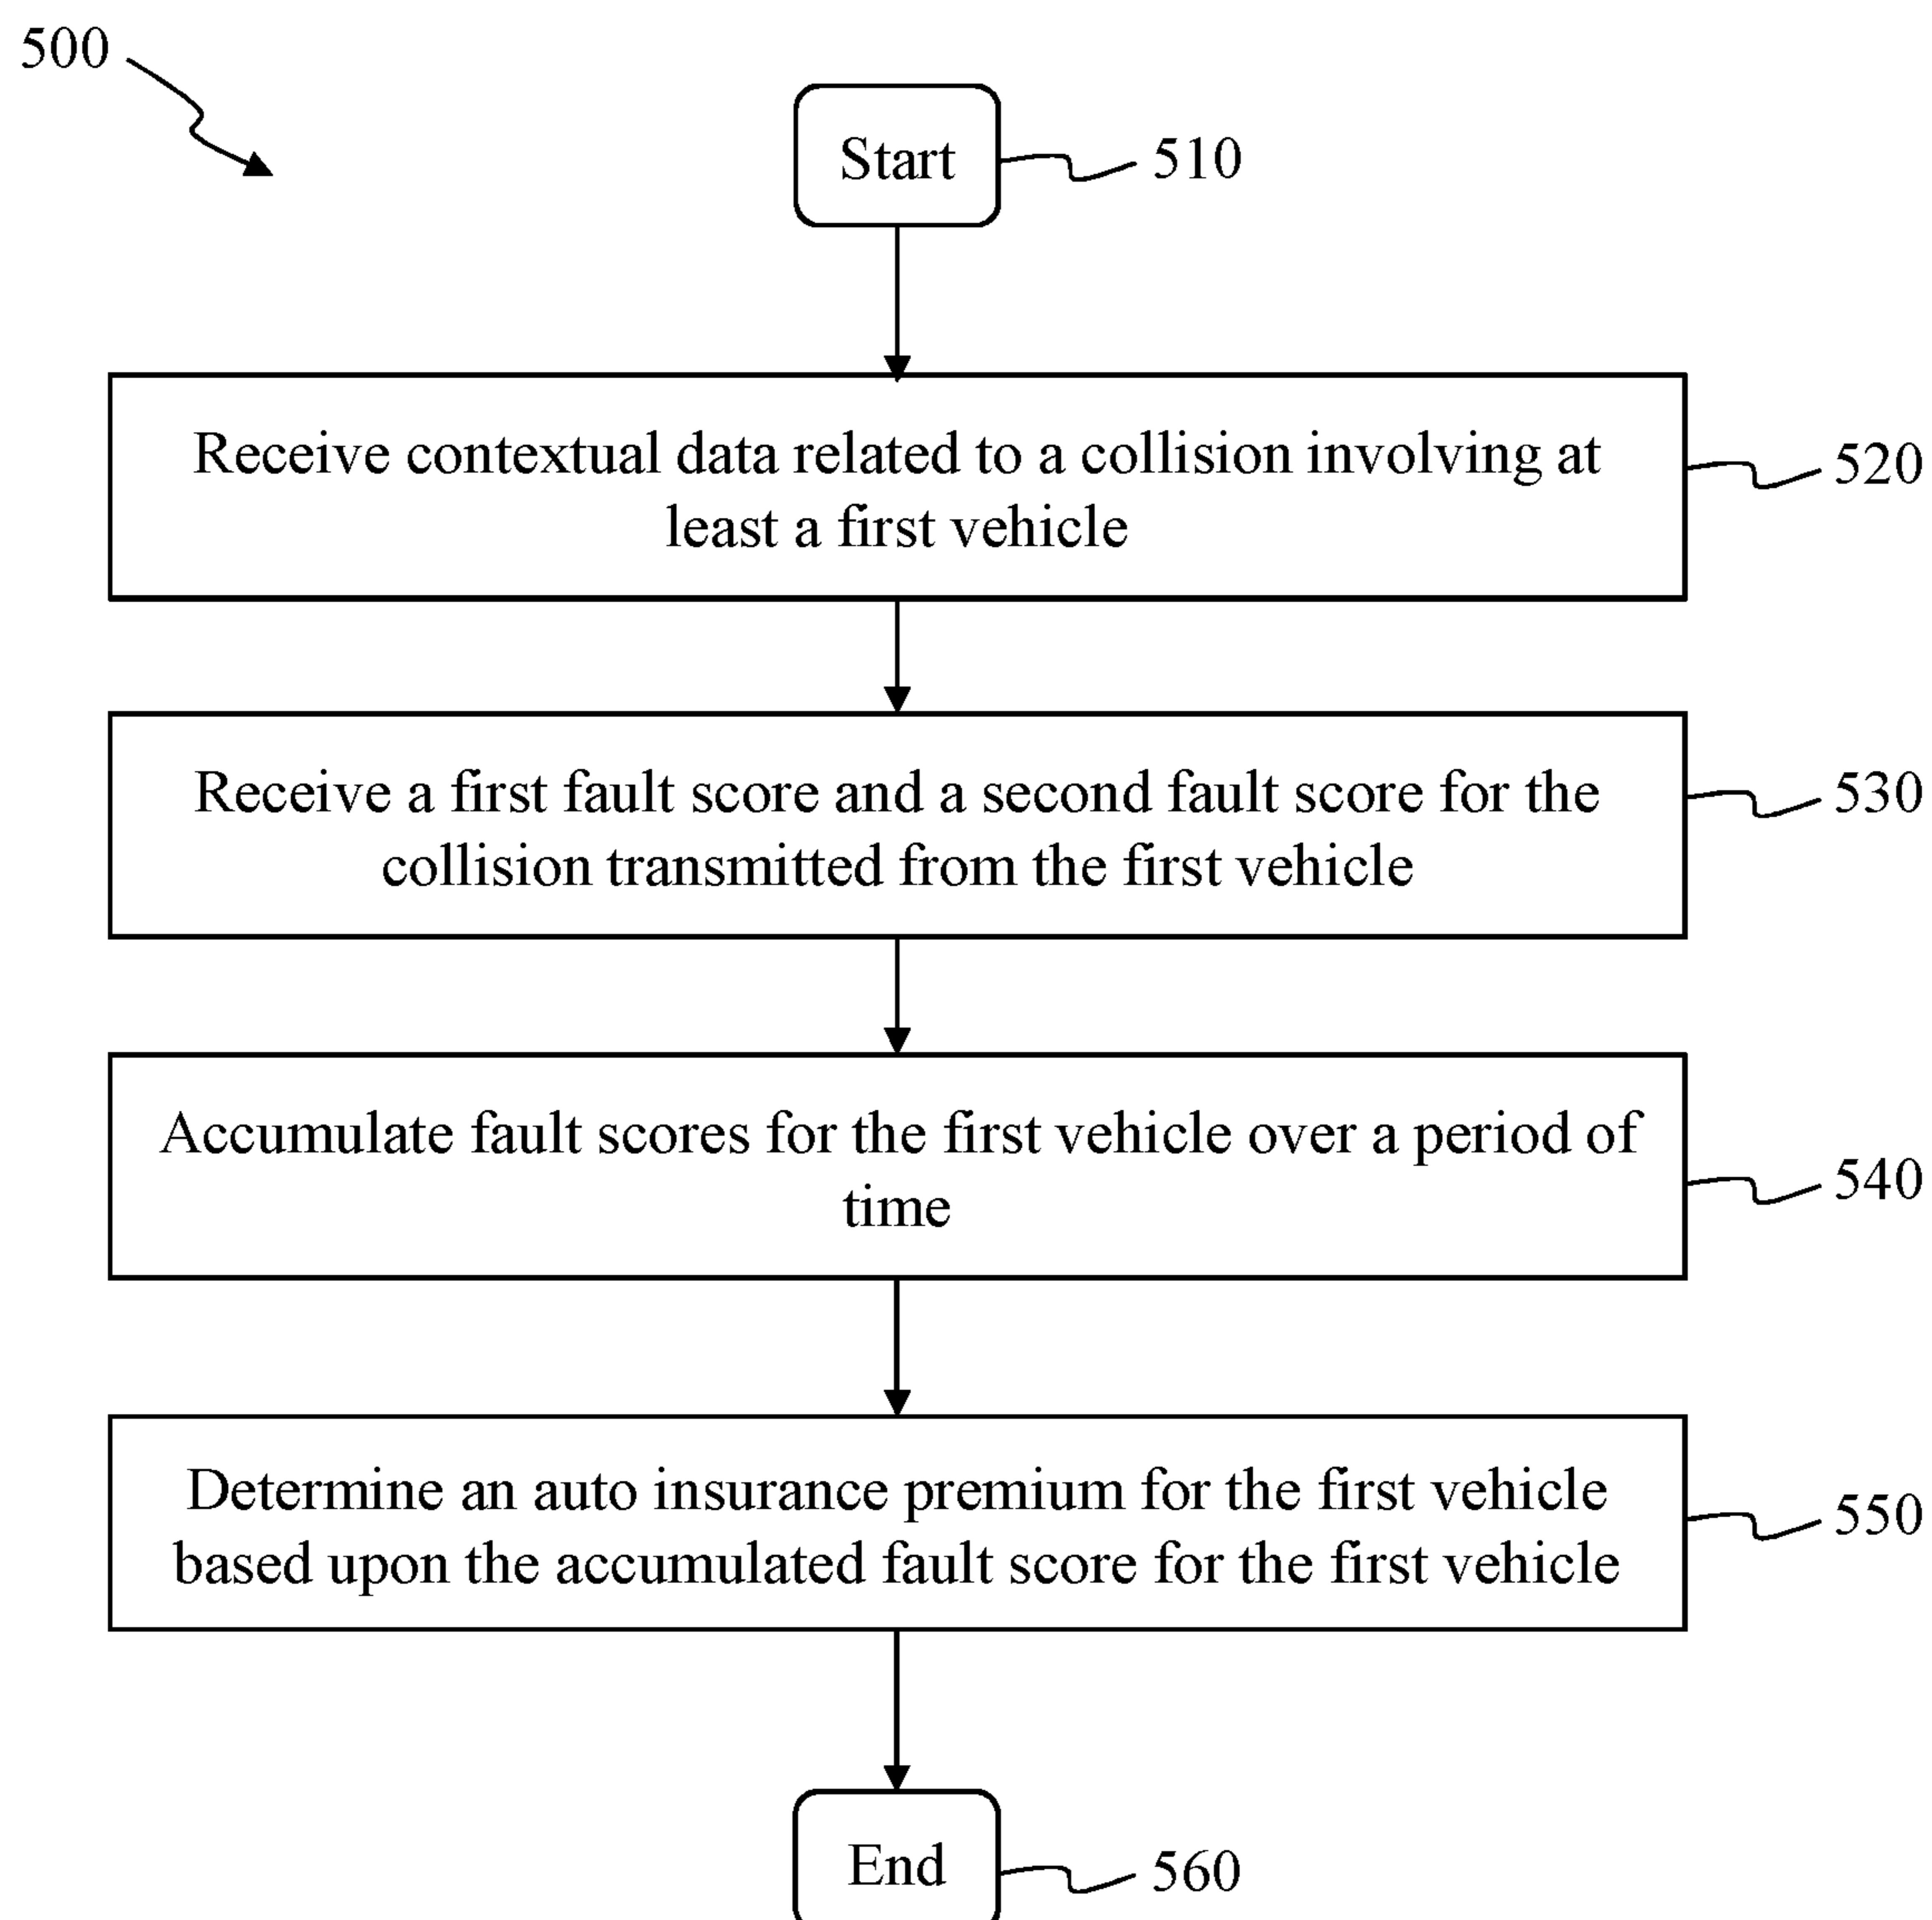 500
Start
510
Receive contextual data related to a collision involving at
least a first vehicle
520
Receive a first fault score and a second fault score for the
collision transmitted from the first vehicle
530
Accumulate fault scores for the first vehicle over a period of
time
540
Determine an auto insurance premium for the first vehicle
based upon the accumulated fault score for the first vehicle
550
End
560